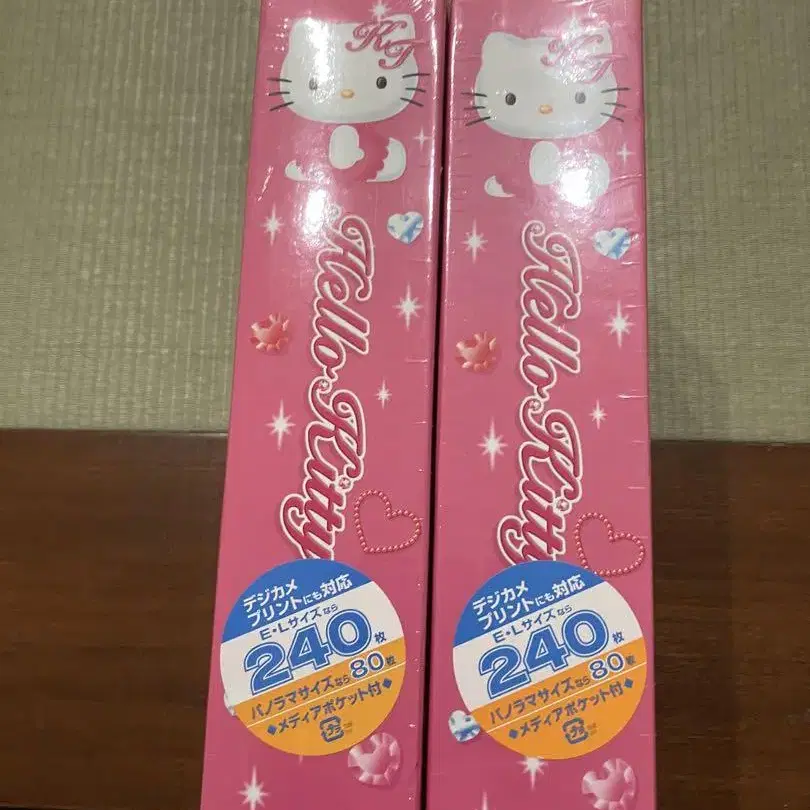 KT
Hello Kitty
デジカメ
プリントにも対応
E・Lサイズなら
240枚
パノラマサイズなら80枚
◆メディアポケット付◆
KT
Hello Kitty
デジカメ
プリントにも対応
E・Lサイズなら
240枚
パノラマサイズなら80枚
◆メディアポケット付◆